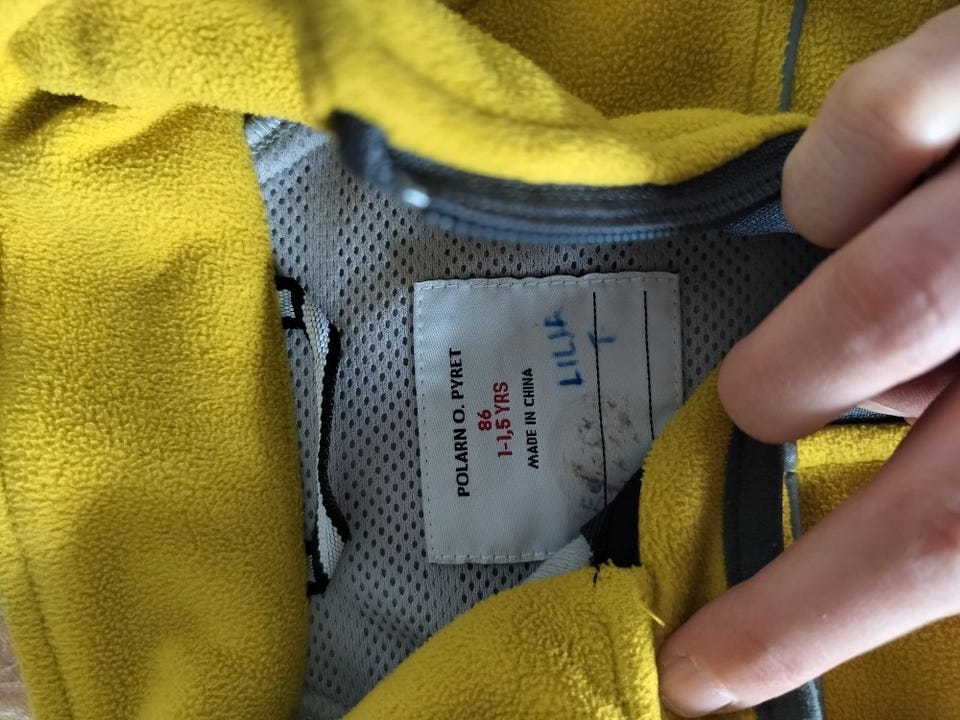 POLARN O. PYRET
86
1-1,5 YRS
MADE IN CHINA
LILJA
T